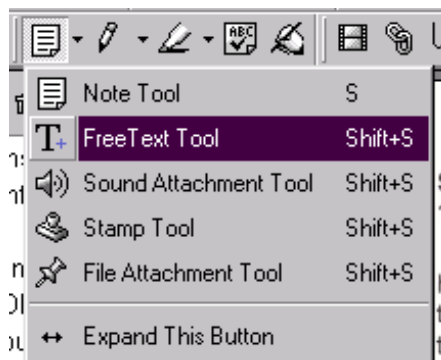 ABC
Note Tool S
T+ FreeText Tool Shift+S
Sound Attachment Tool Shift+S
Stamp Tool Shift+S
File Attachment Tool Shift+S
Expand This Button